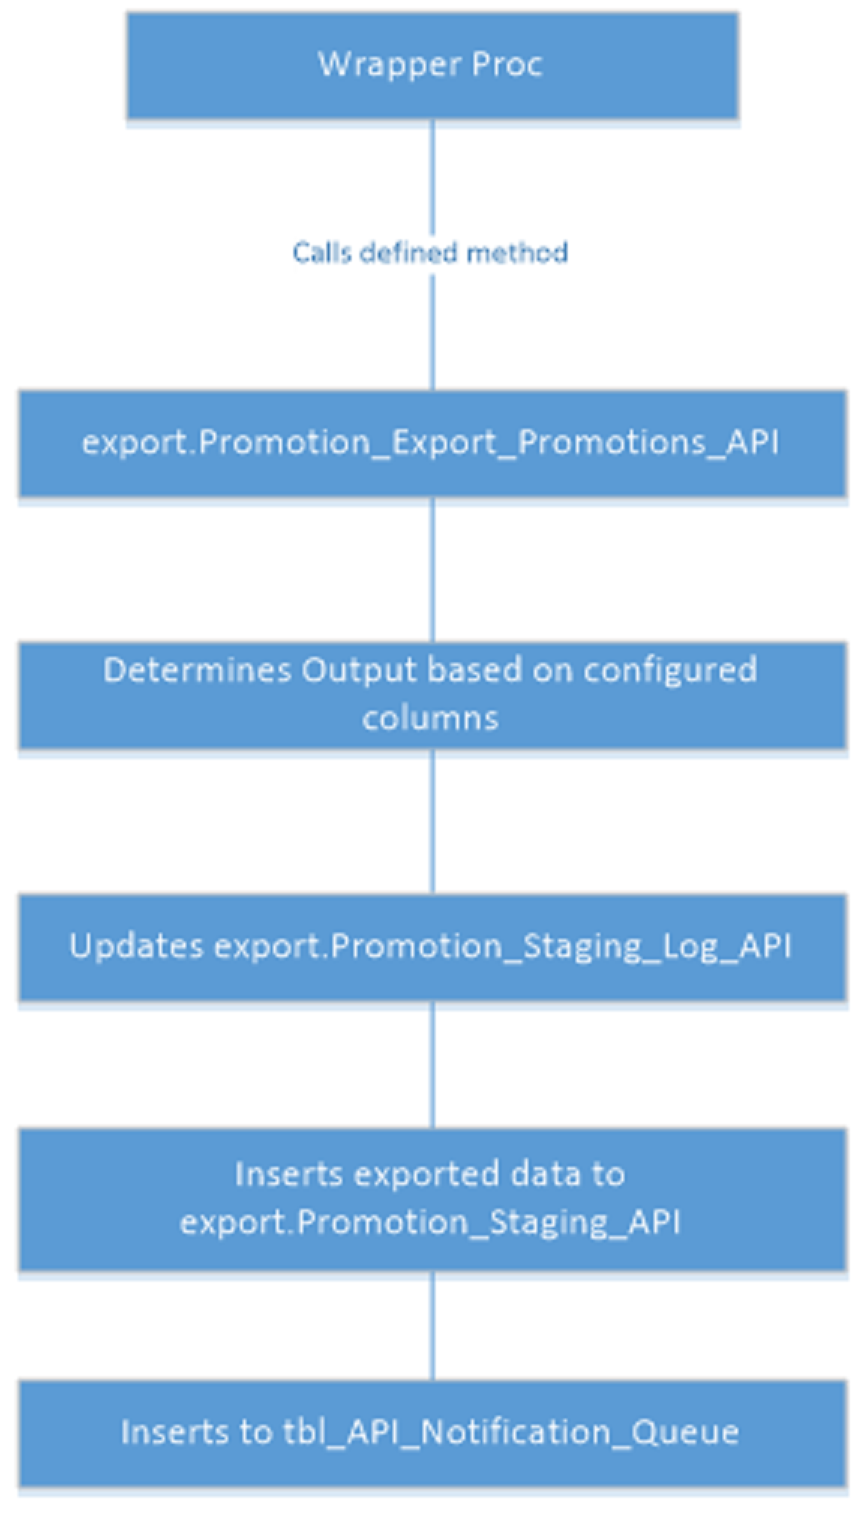 Wrapper Proc
Calls defined method
export.Promotion_Export_Promotions_API
Determines Output based on configured
columns
Updates export.Promotion_Staging_Log_API
Inserts exported data to
export.Promotion_Staging_API
Inserts to tbl_API_Notification_Queue